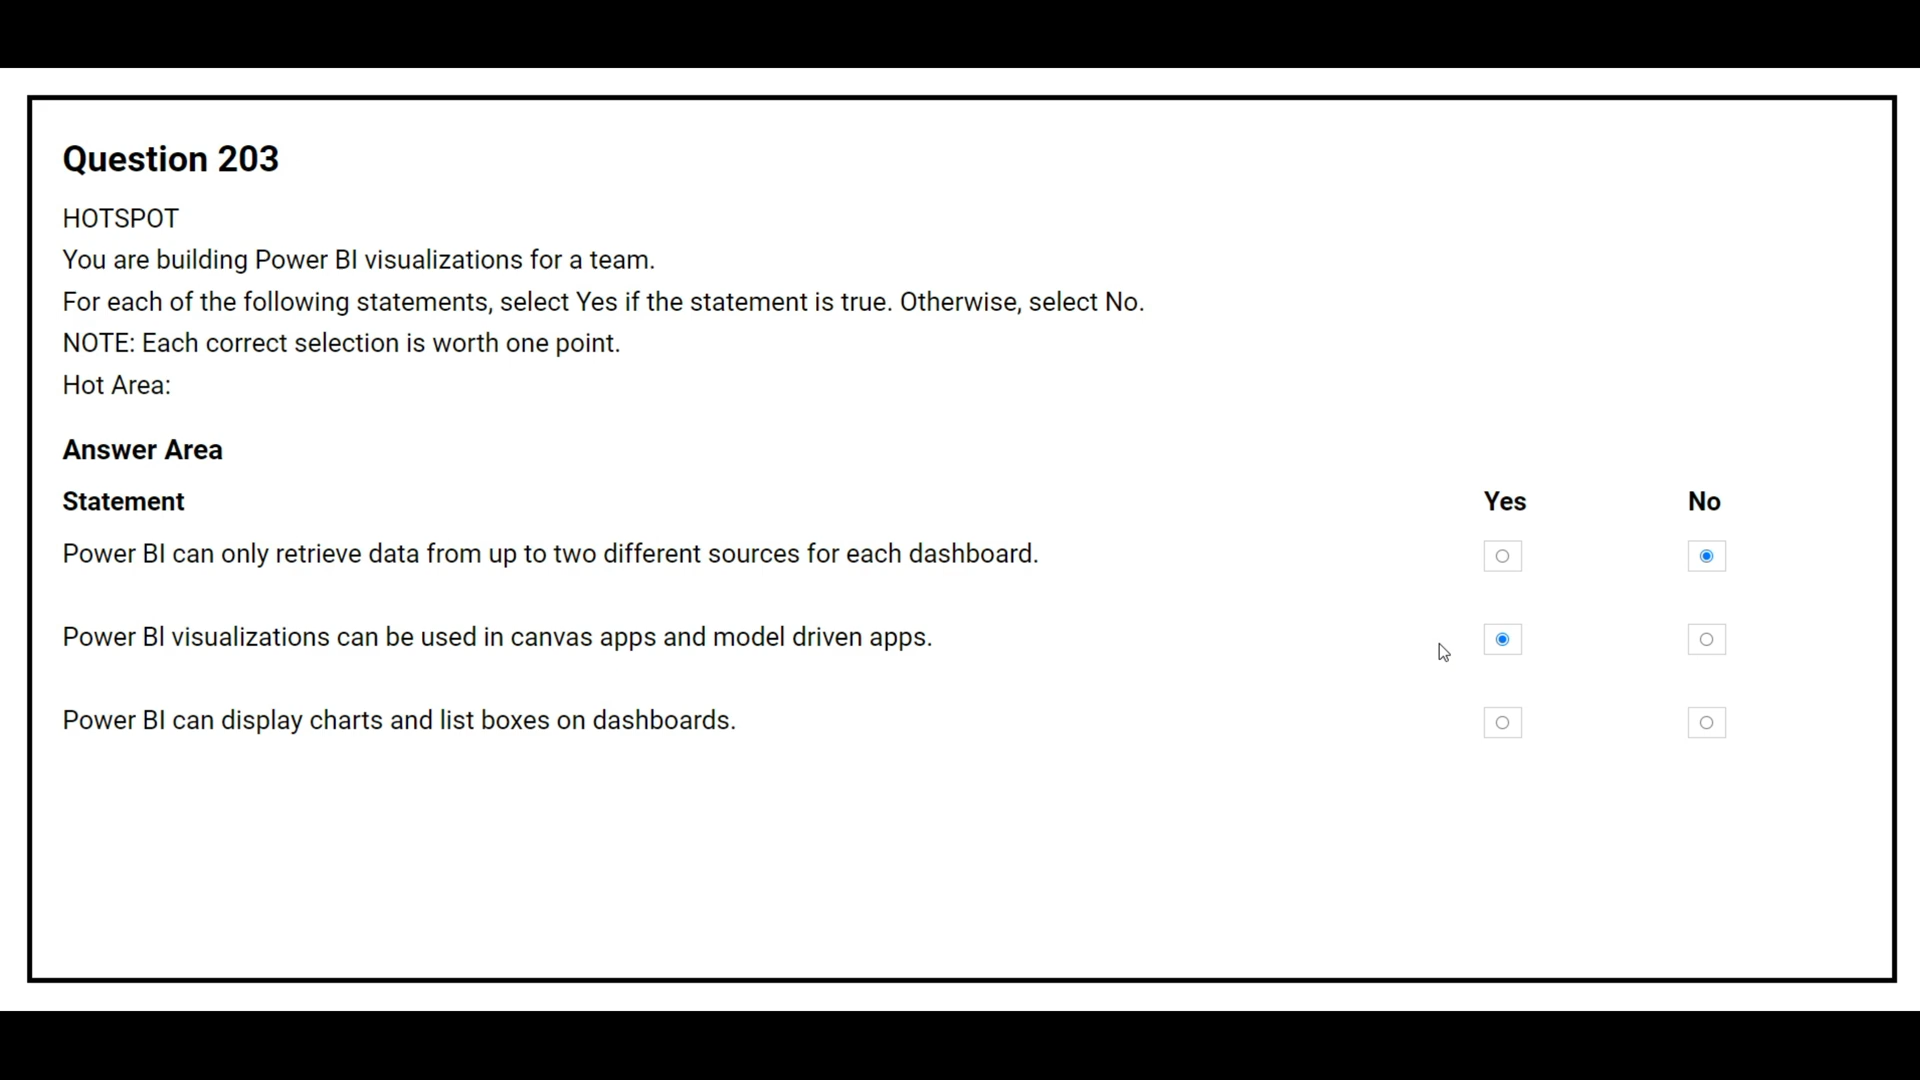 Question 203
HOTSPOT
You are building Power BI visualizations for a team.
For each of the following statements, select Yes if the statement is true. Otherwise, select No.
NOTE: Each correct selection is worth one point.
Hot Area:
Answer Area
Statement Yes No
Power BI can only retrieve data from up to two different sources for each dashboard.
Power Bl visualizations can be used in canvas apps and model driven apps.
Power BI can display charts and list boxes on dashboards.